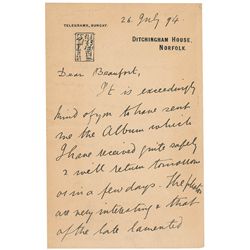 TELEGRAMS, BUNGAY.
26 July 94.
DITCHINGHAM HOUSE,
NORFOLK.
Dear Beaufort,
It is exceedingly
kind of you to have sent
me the Album which
I have received quite safely
& will return tomorrow
or in a few days. The photos
are very interesting & that
of the late lamented